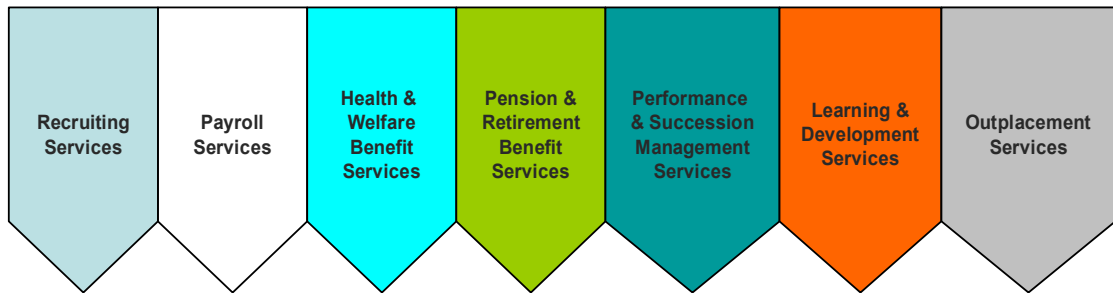 Recruiting
Services
Payroll
Services
Health &
Welfare
Benefit
Services
Pension &
Retirement
Benefit
Services
Performance
& Succession
Management
Services
Learning &
Development
Services
Outplacement
Services